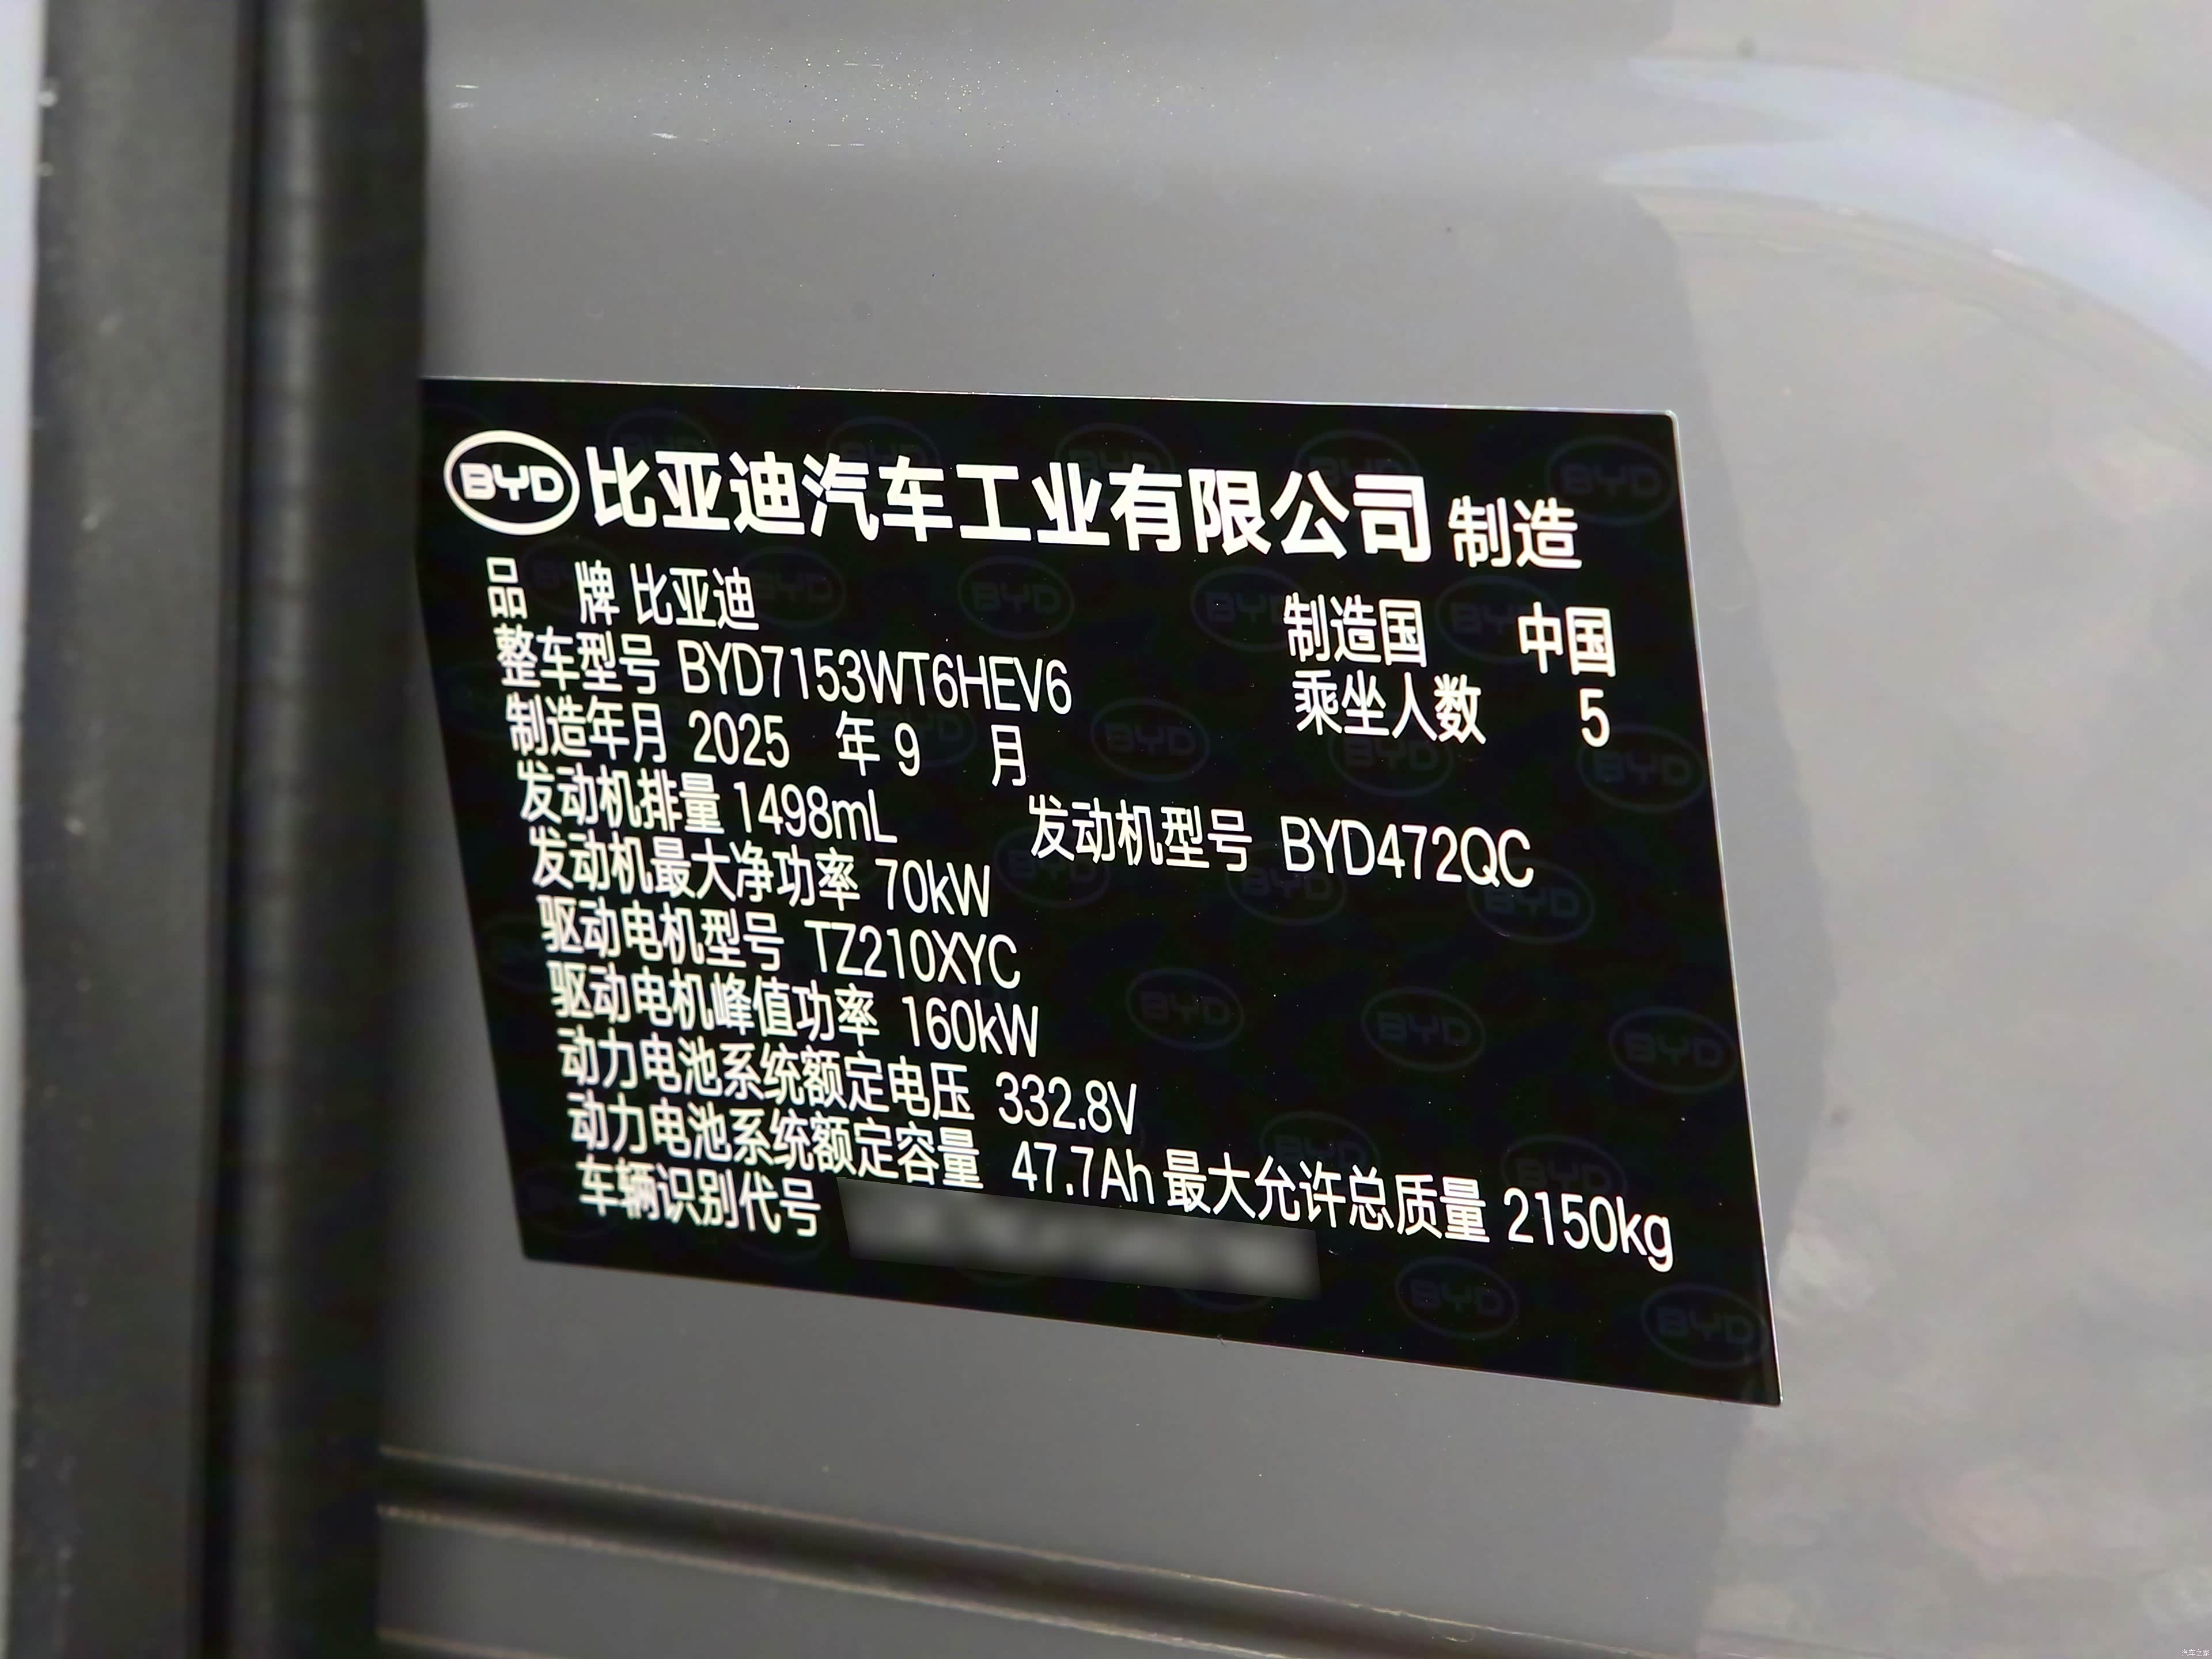 BYD 比亚迪汽车工业有限公司 制造
品 牌 比亚迪 制造国 中国
整车型号 BYD7153WT6HEV6 乘坐人数 5
制造年月 2025 年 9 月
发动机排量 1498mL 发动机型号 BYD472QC
发动机最大净功率 70kW
驱动电机型号 TZ210XYC
驱动电机峰值功率 160kW
动力电池系统额定电压 332.8V
动力电池系统额定容量 47.7Ah 最大允许总质量 2150kg
车辆识别代号
汽车之家